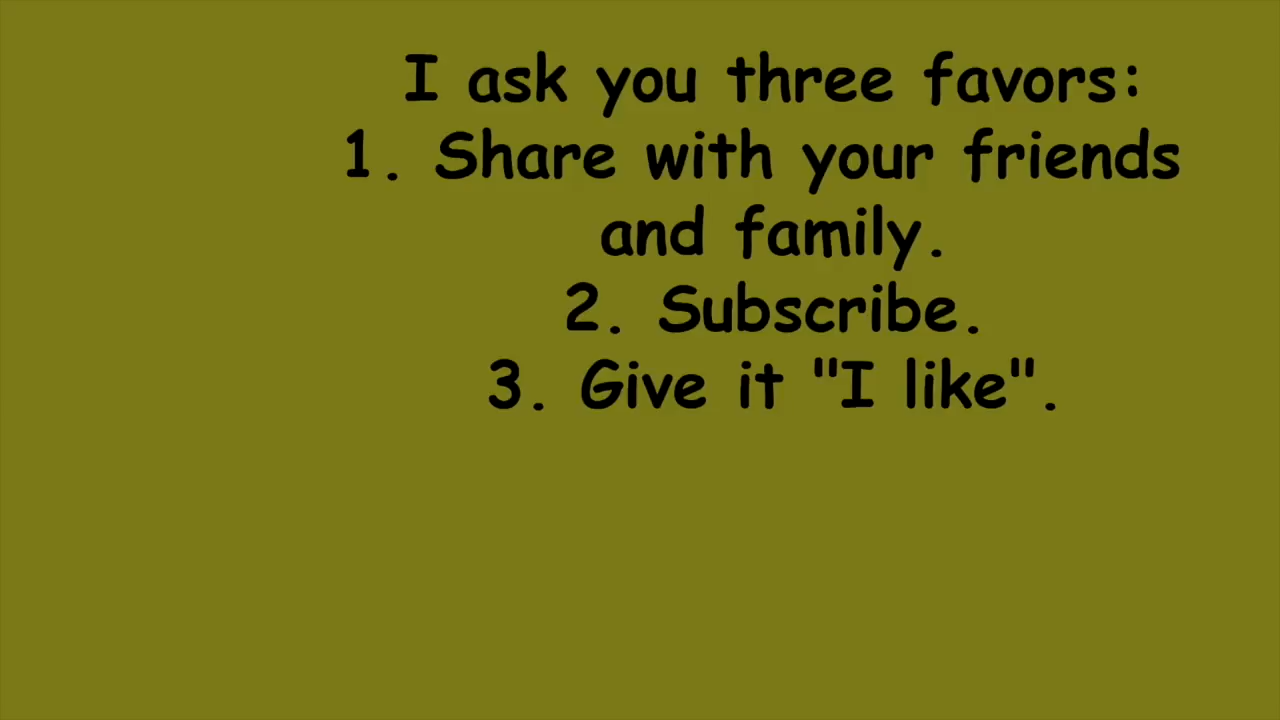 I ask you three favors:
1. Share with your friends
and family.
2. Subscribe.
3. Give it "I like".